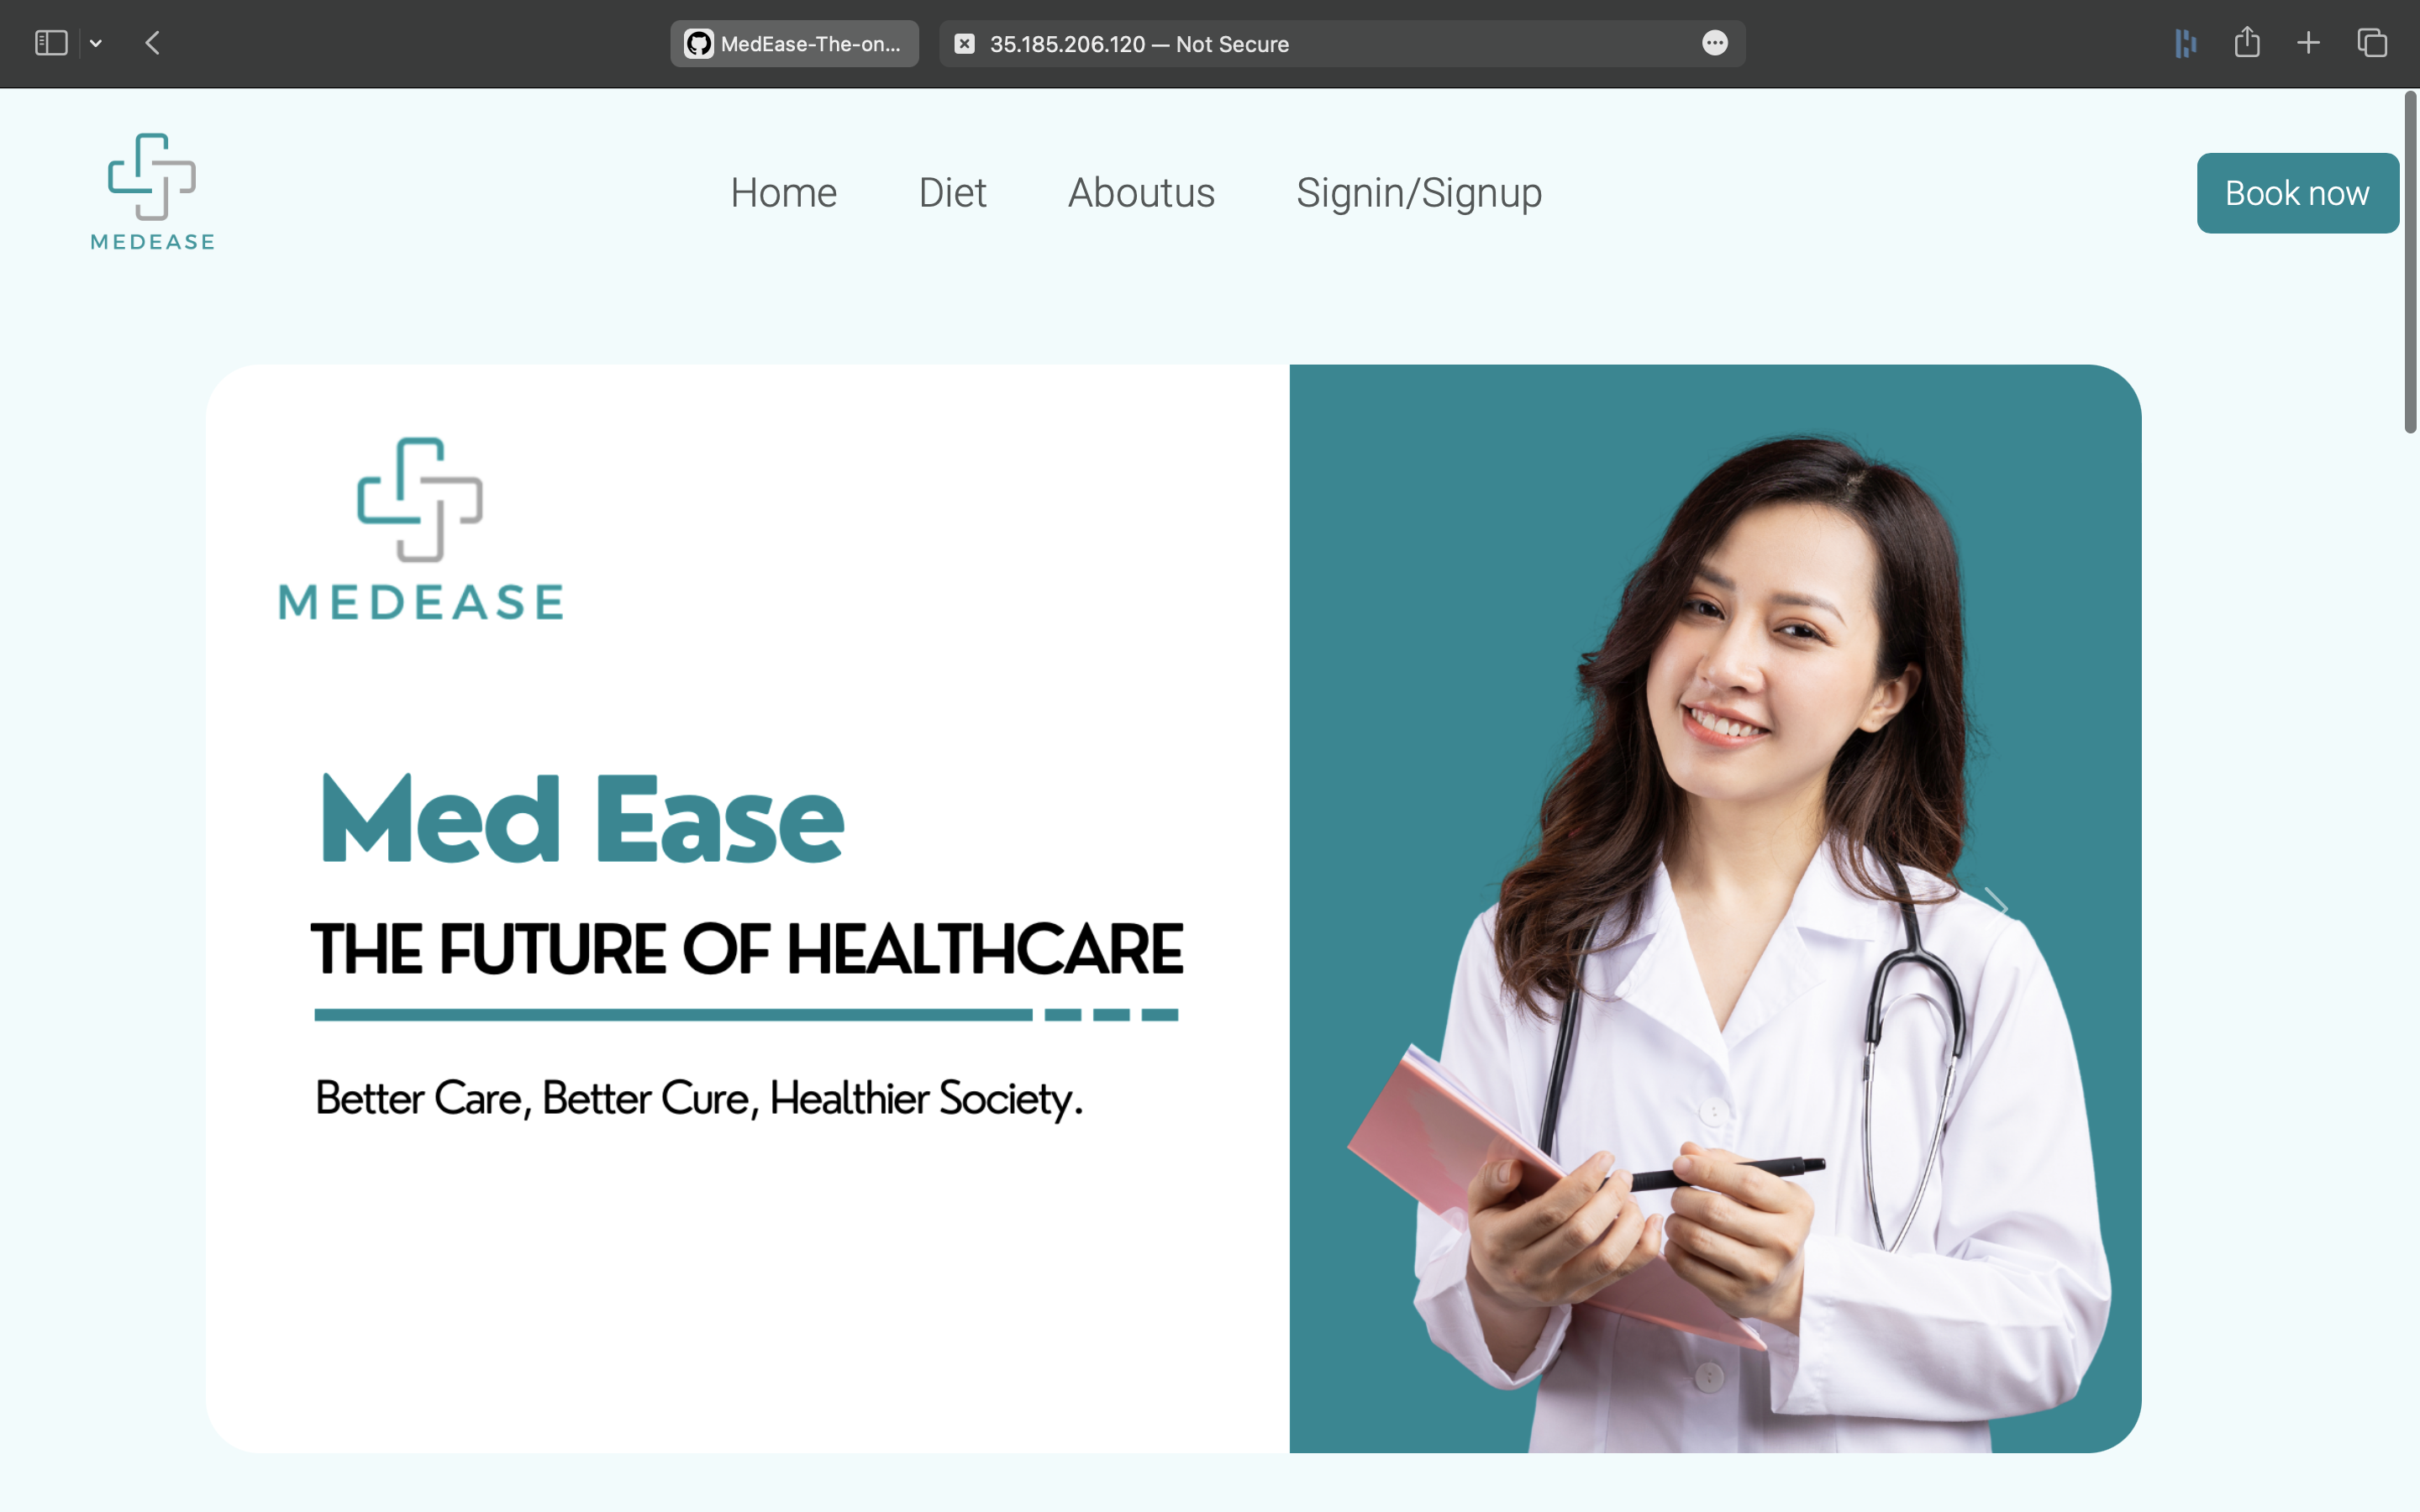 MedEase-The-on...
35.185.206.120 — Not Secure
MEDEASE
Home Diet Aboutus Signin/Signup
Book now
MEDEASE
Med Ease
THE FUTURE OF HEALTHCARE
Better Care, Better Cure, Healthier Society.